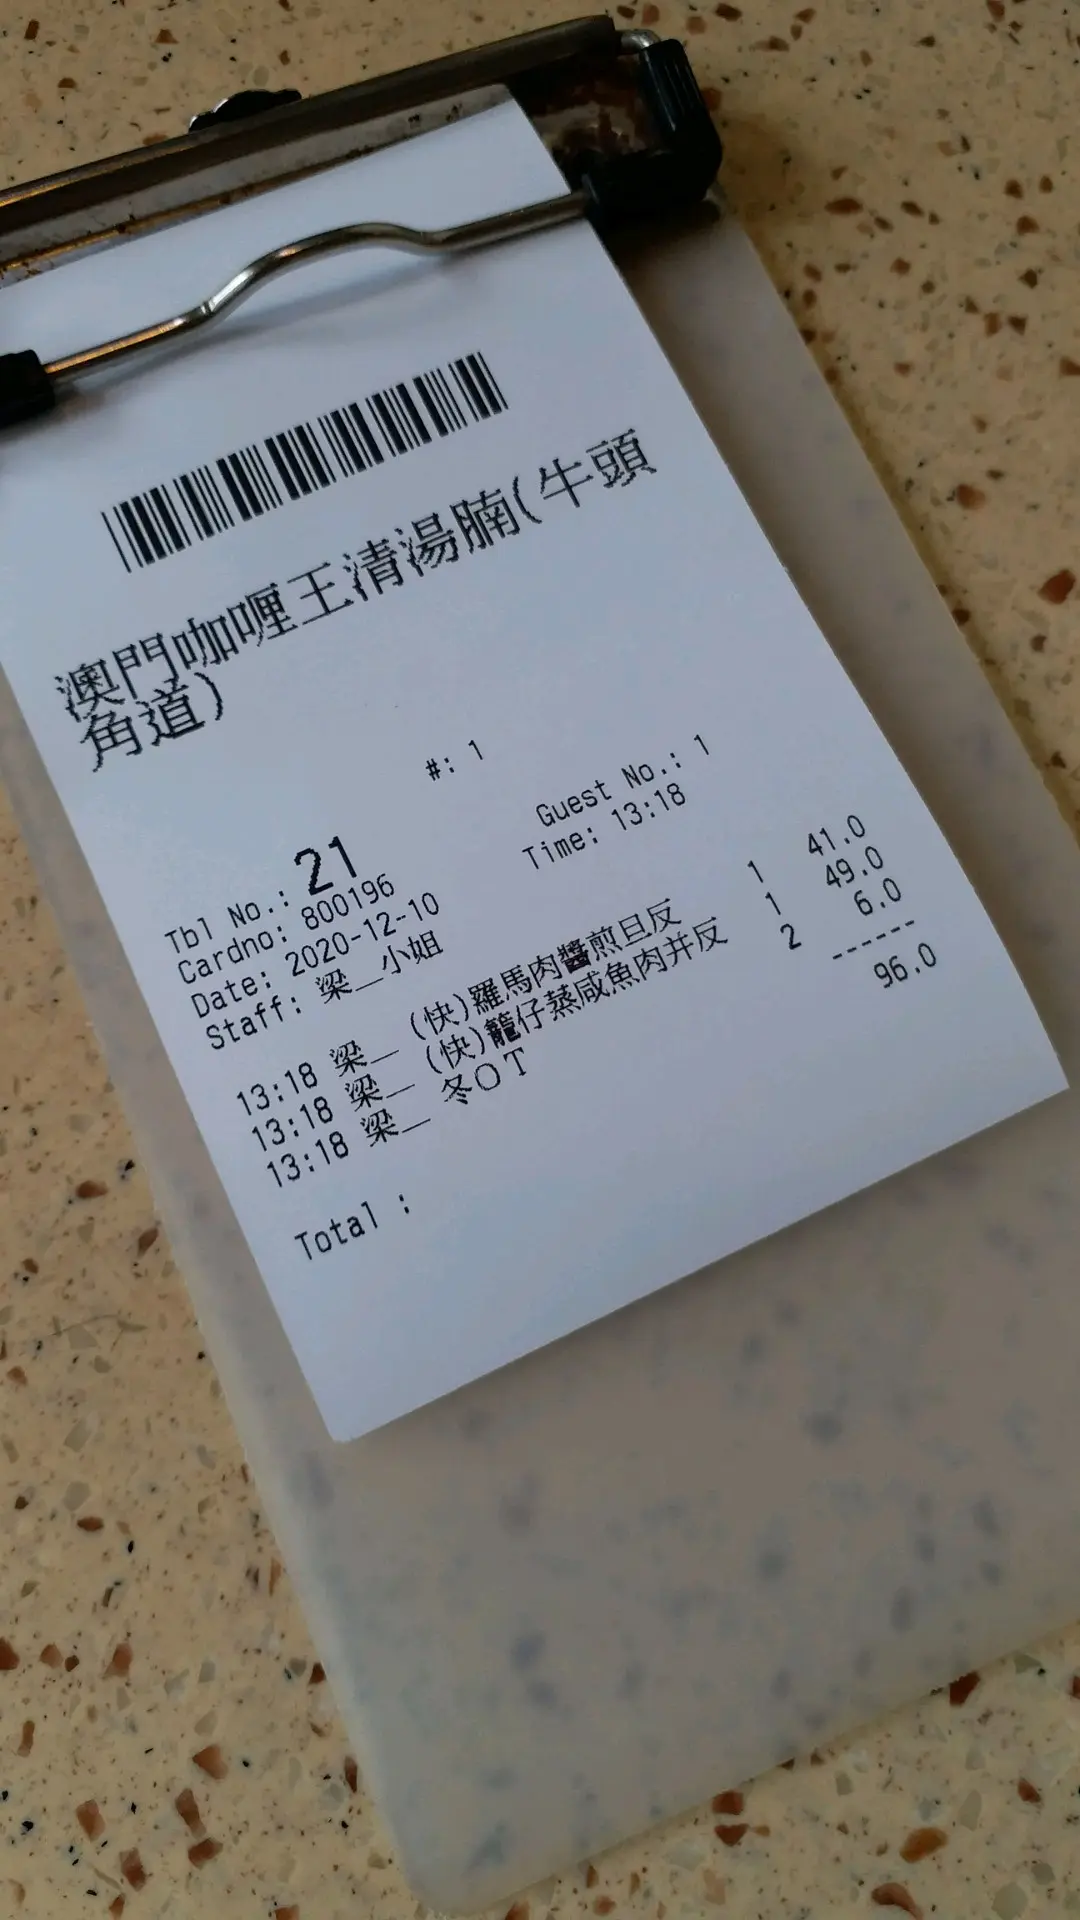 澳門咖喱王清湯腩(牛頭
角道)
#: 1
Tbl No.: 21 Guest No.: 1
Cardno: 800196 Time: 13:18
Date: 2020-12-10
Staff: 梁__小姐
13:18 梁__ (快)羅馬肉醬煎旦反 1 41.0
13:18 梁__ (快)籠仔蒸咸魚肉并反 1 49.0
13:18 梁__ 冬OT 2 6.0
-----
Total : 96.0